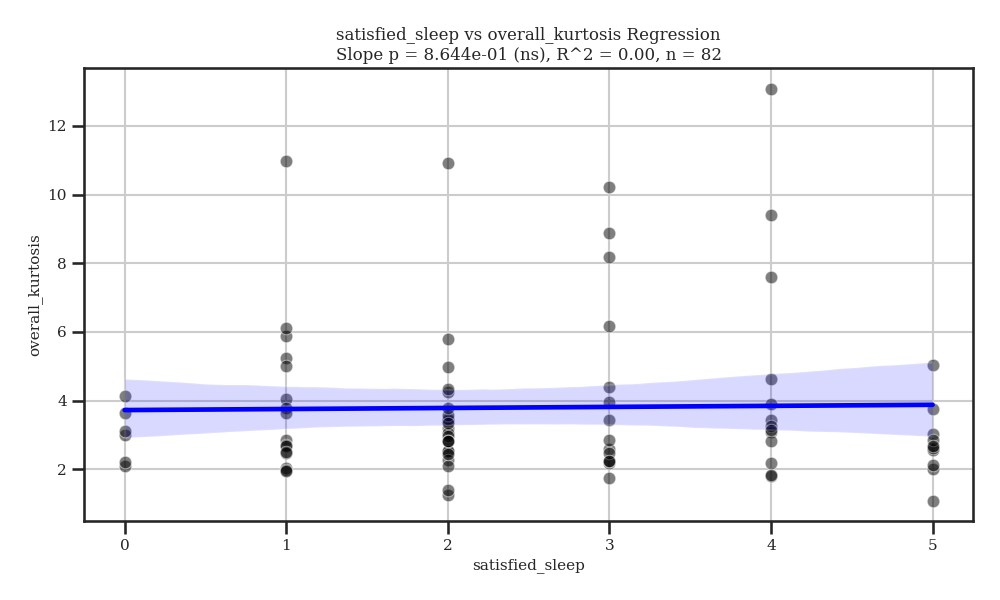 satisfied_sleep vs overall_kurtosis Regression
Slope p = 8.644e-01 (ns), R^2 = 0.00, n = 82
overall_kurtosis
12
10
8
6
4
2
0 1 2 3 4 5
satisfied_sleep